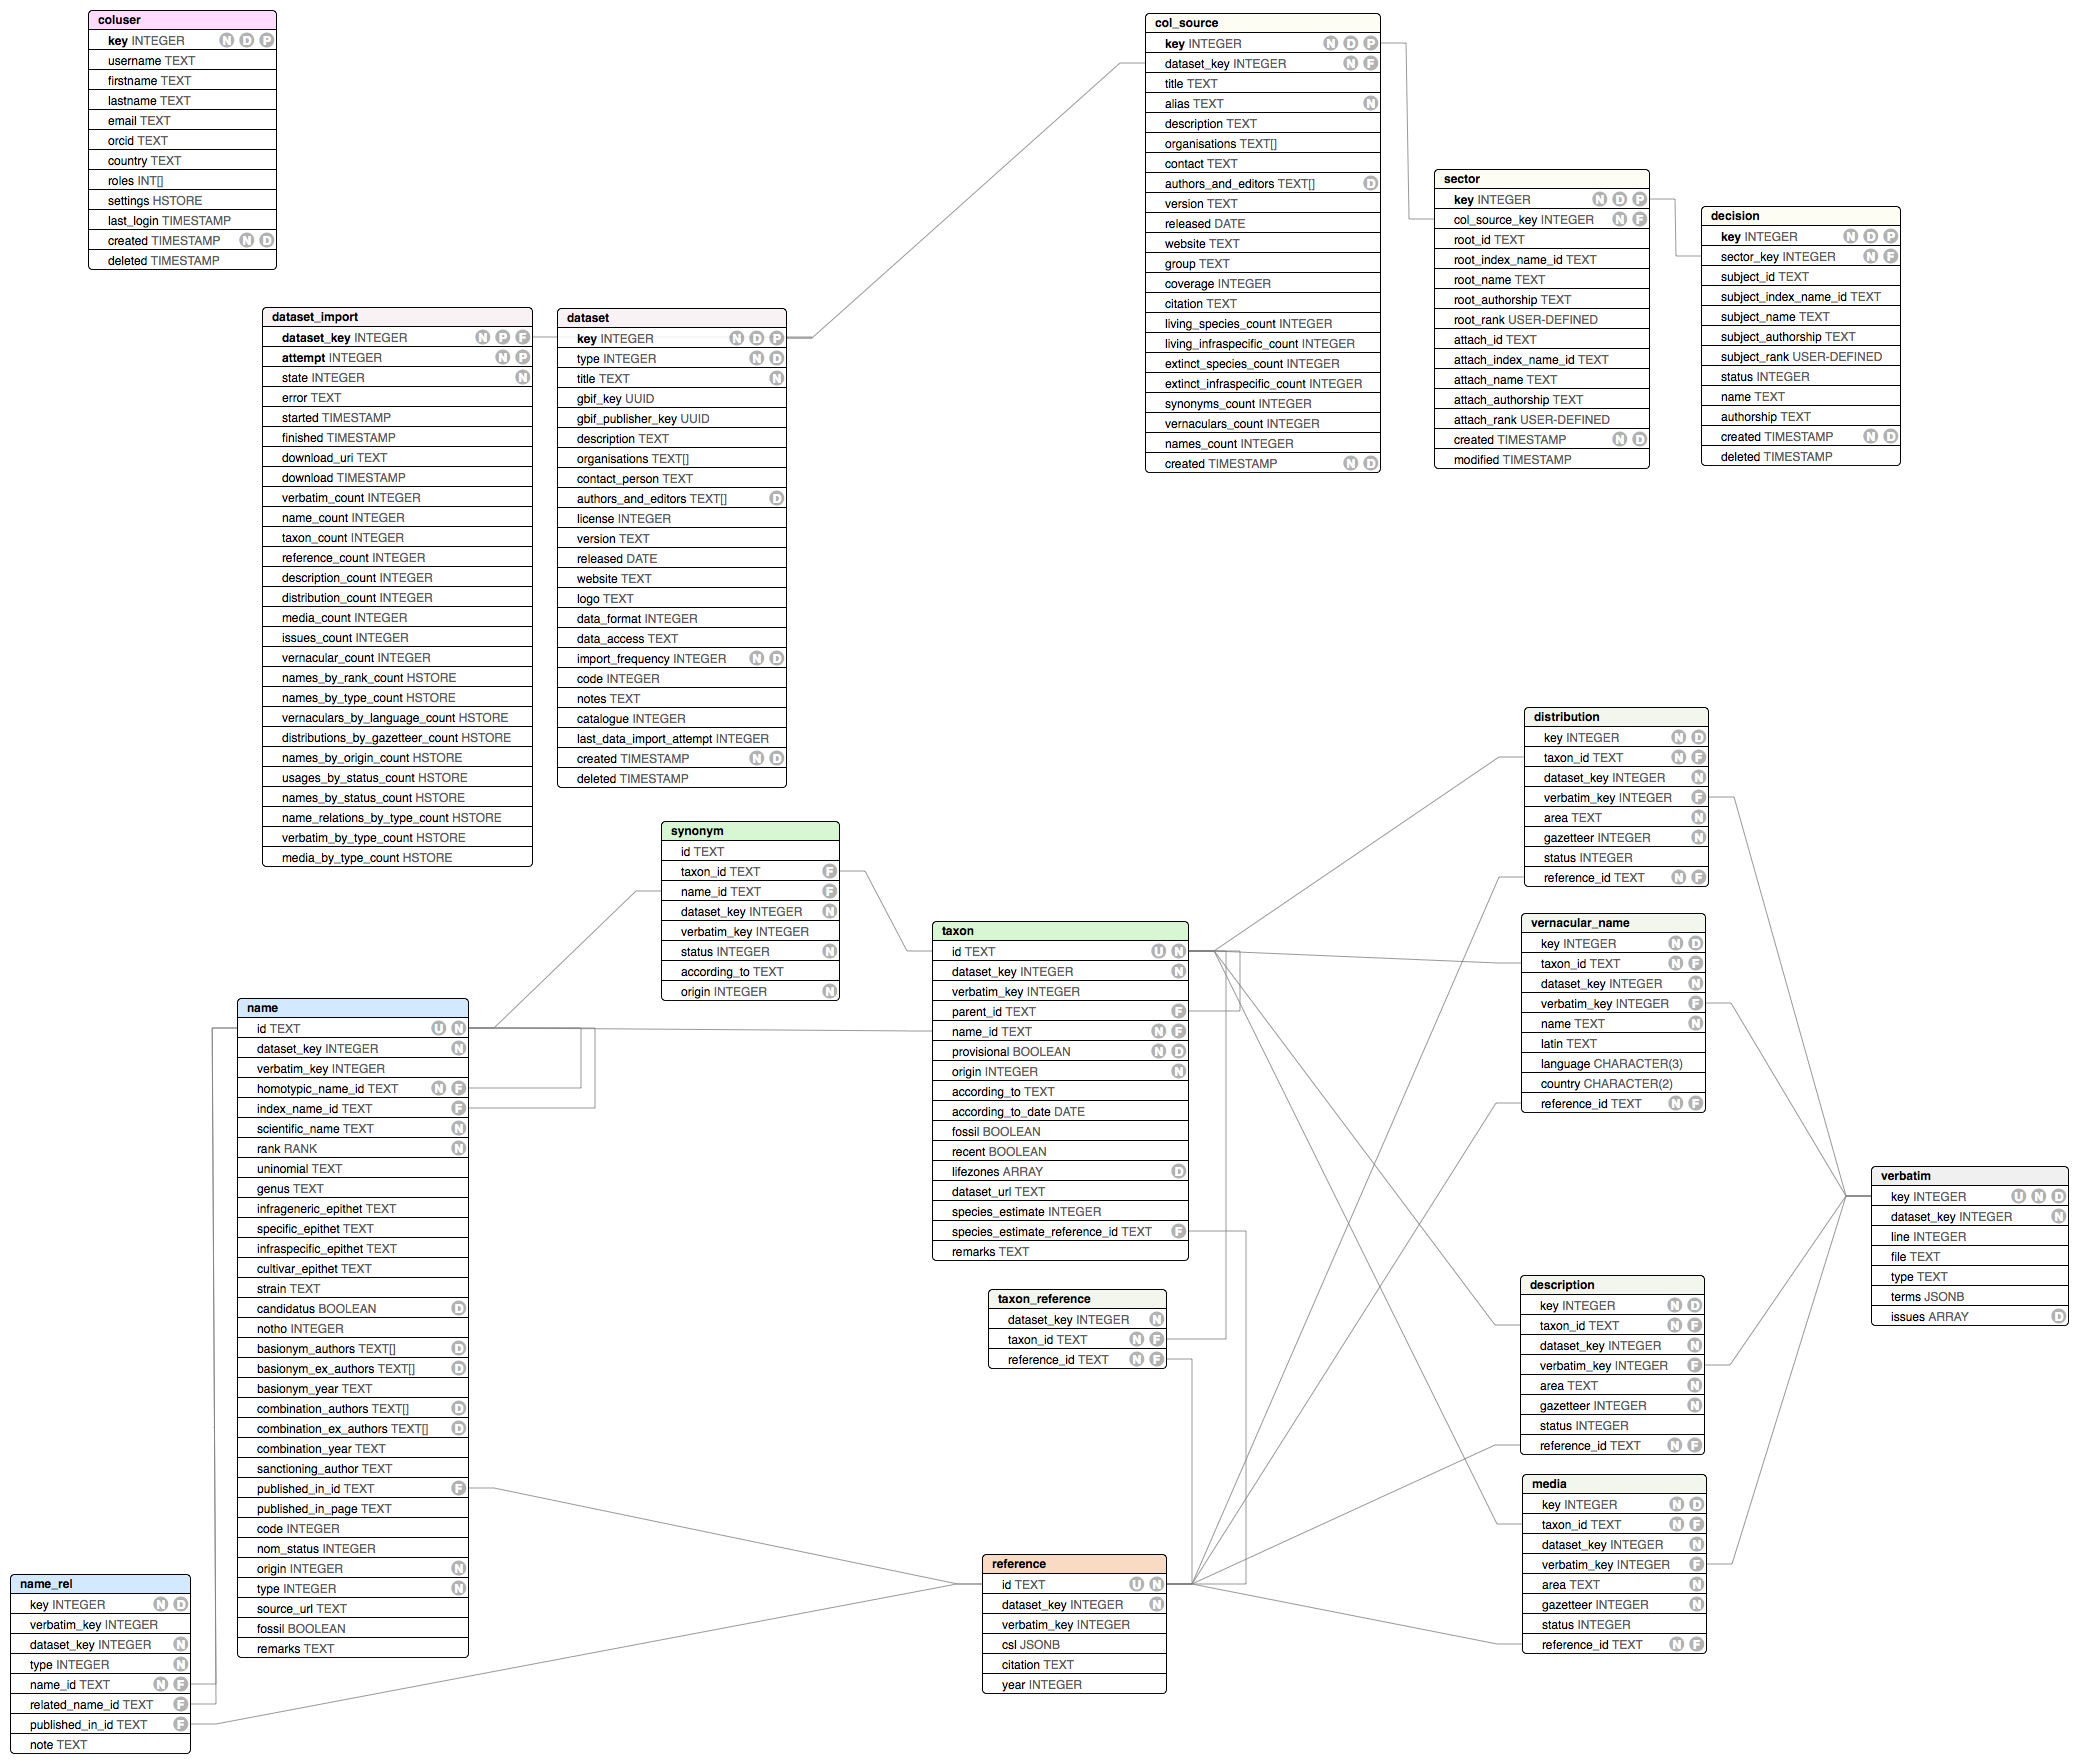 coluser
key INTEGER N D P
username TEXT
firstname TEXT
lastname TEXT
email TEXT
orcid TEXT
country TEXT
roles INT[]
settings HSTORE
last_login TIMESTAMP
created TIMESTAMP N D
deleted TIMESTAMP
col_source
key INTEGER N D P
dataset_key INTEGER N F
title TEXT
alias TEXT N
description TEXT
organisations TEXT[]
contact TEXT
authors_and_editors TEXT[] D
version TEXT
released DATE
website TEXT
group TEXT
coverage INTEGER
citation TEXT
living_species_count INTEGER
living_infraspecific_count INTEGER
extinct_species_count INTEGER
extinct_infraspecific_count INTEGER
synonyms_count INTEGER
vernaculars_count INTEGER
names_count INTEGER
created TIMESTAMP N D
sector
key INTEGER N D P
col_source_key INTEGER N F
root_id TEXT
root_index_name_id TEXT
root_name TEXT
root_authorship TEXT
root_rank USER-DEFINED
attach_id TEXT
attach_index_name_id TEXT
attach_name TEXT
attach_authorship TEXT
attach_rank USER-DEFINED
created TIMESTAMP N D
modified TIMESTAMP
decision
key INTEGER N D P
sector_key INTEGER N F
subject_id TEXT
subject_index_name_id TEXT
subject_name TEXT
subject_authorship TEXT
subject_rank USER-DEFINED
status INTEGER
name TEXT
authorship TEXT
created TIMESTAMP N D
deleted TIMESTAMP
dataset_import
dataset_key INTEGER N P F
attempt INTEGER N P
state INTEGER N
error TEXT
started TIMESTAMP
finished TIMESTAMP
download_uri TEXT
download TIMESTAMP
verbatim_count INTEGER
name_count INTEGER
taxon_count INTEGER
reference_count INTEGER
description_count INTEGER
distribution_count INTEGER
media_count INTEGER
issues_count INTEGER
vernacular_count INTEGER
names_by_rank_count HSTORE
names_by_type_count HSTORE
vernaculars_by_language_count HSTORE
distributions_by_gazetteer_count HSTORE
names_by_origin_count HSTORE
usages_by_status_count HSTORE
names_by_status_count HSTORE
name_relations_by_type_count HSTORE
verbatim_by_type_count HSTORE
media_by_type_count HSTORE
dataset
key INTEGER N D P
type INTEGER N D
title TEXT N
gbif_key UUID
gbif_publisher_key UUID
description TEXT
organisations TEXT[]
contact_person TEXT
authors_and_editors TEXT[] D
license INTEGER
version TEXT
released DATE
website TEXT
logo TEXT
data_format INTEGER
data_access TEXT
import_frequency INTEGER N D
code INTEGER
notes TEXT
catalogue INTEGER
last_data_import_attempt INTEGER
created TIMESTAMP N D
deleted TIMESTAMP
synonym
id TEXT
taxon_id TEXT F
name_id TEXT F
dataset_key INTEGER N
verbatim_key INTEGER
status INTEGER N
according_to TEXT
origin INTEGER N
taxon
id TEXT U N
dataset_key INTEGER N
verbatim_key INTEGER
parent_id TEXT F
name_id TEXT N F
provisional BOOLEAN N D
origin INTEGER N
according_to TEXT
according_to_date DATE
fossil BOOLEAN
recent BOOLEAN
lifezones ARRAY D
dataset_url TEXT
species_estimate INTEGER
species_estimate_reference_id TEXT F
remarks TEXT
distribution
key INTEGER N D
taxon_id TEXT N F
dataset_key INTEGER N
verbatim_key INTEGER F
area TEXT N
gazetteer INTEGER N
status INTEGER
reference_id TEXT N F
vernacular_name
key INTEGER N D
taxon_id TEXT N F
dataset_key INTEGER N
verbatim_key INTEGER F
name TEXT N
latin TEXT
language CHARACTER(3)
country CHARACTER(2)
reference_id TEXT N F
name
id TEXT U N
dataset_key INTEGER N
verbatim_key INTEGER
homotypic_name_id TEXT N F
index_name_id TEXT F
scientific_name TEXT N
rank RANK N
uninomial TEXT
genus TEXT
infrageneric_epithet TEXT
specific_epithet TEXT
infraspecific_epithet TEXT
cultivar_epithet TEXT
strain TEXT
candidatus BOOLEAN D
notho INTEGER
basionym_authors TEXT[] D
basionym_ex_authors TEXT[] D
basionym_year TEXT
combination_authors TEXT[] D
combination_ex_authors TEXT[] D
combination_year TEXT
sanctioning_author TEXT
published_in_id TEXT F
published_in_page TEXT
code INTEGER
nom_status INTEGER
origin INTEGER N
type INTEGER N
source_url TEXT
fossil BOOLEAN
remarks TEXT
verbatim
key INTEGER U N D
dataset_key INTEGER N
line INTEGER
file TEXT
type TEXT
terms JSONB
issues ARRAY D
taxon_reference
dataset_key INTEGER N
taxon_id TEXT N F
reference_id TEXT N F
description
key INTEGER N D
taxon_id TEXT N F
dataset_key INTEGER N
verbatim_key INTEGER F
area TEXT N
gazetteer INTEGER N
status INTEGER
reference_id TEXT N F
media
key INTEGER N D
taxon_id TEXT N F
dataset_key INTEGER N
verbatim_key INTEGER F
area TEXT N
gazetteer INTEGER N
status INTEGER
reference_id TEXT N F
reference
id TEXT U N
dataset_key INTEGER N
verbatim_key INTEGER
csl JSONB
citation TEXT
year INTEGER
name_rel
key INTEGER N D
verbatim_key INTEGER
dataset_key INTEGER N
type INTEGER N
name_id TEXT N F
related_name_id TEXT F
published_in_id TEXT F
note TEXT